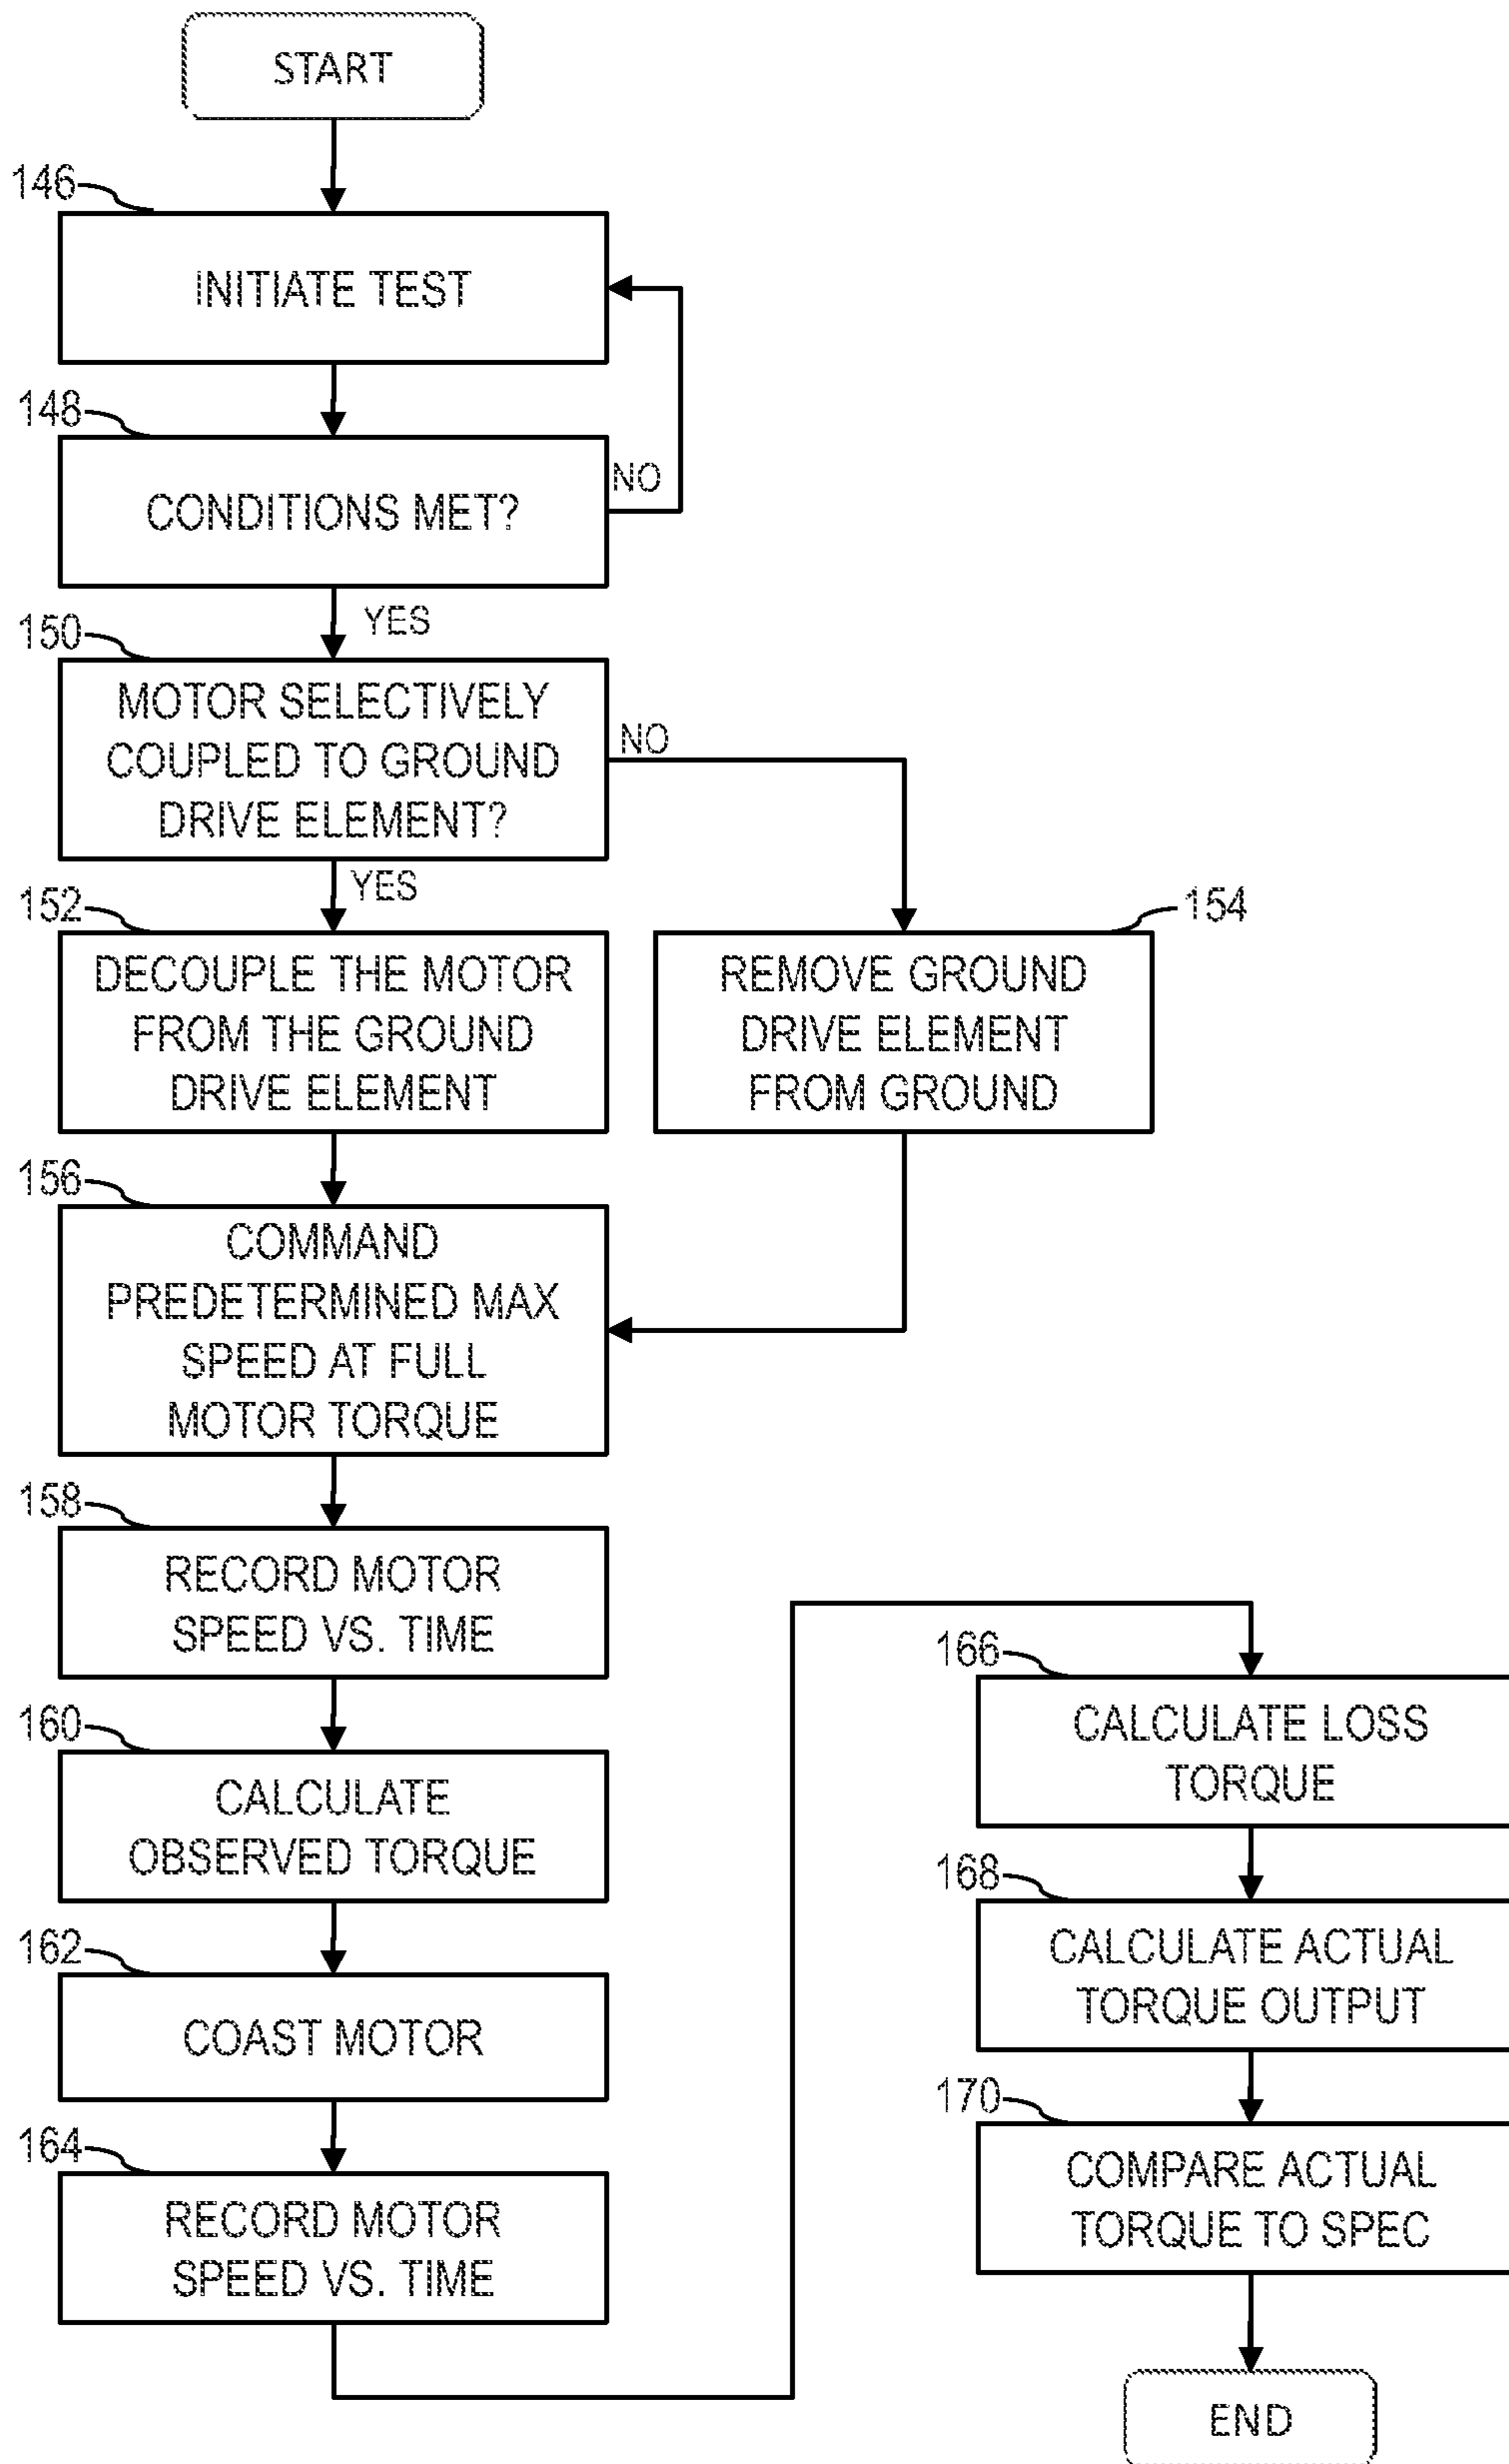 START
146
INITIATE TEST
148
CONDITIONS MET?
NO
YES
150
MOTOR SELECTIVELY
COUPLED TO GROUND
DRIVE ELEMENT?
NO
YES
152
DECOUPLE THE MOTOR
FROM THE GROUND
DRIVE ELEMENT
154
REMOVE GROUND
DRIVE ELEMENT
FROM GROUND
156
COMMAND
PREDETERMINED MAX
SPEED AT FULL
MOTOR TORQUE
158
RECORD MOTOR
SPEED VS. TIME
160
CALCULATE
OBSERVED TORQUE
162
COAST MOTOR
164
RECORD MOTOR
SPEED VS. TIME
166
CALCULATE LOSS
TORQUE
168
CALCULATE ACTUAL
TORQUE OUTPUT
170
COMPARE ACTUAL
TORQUE TO SPEC
END